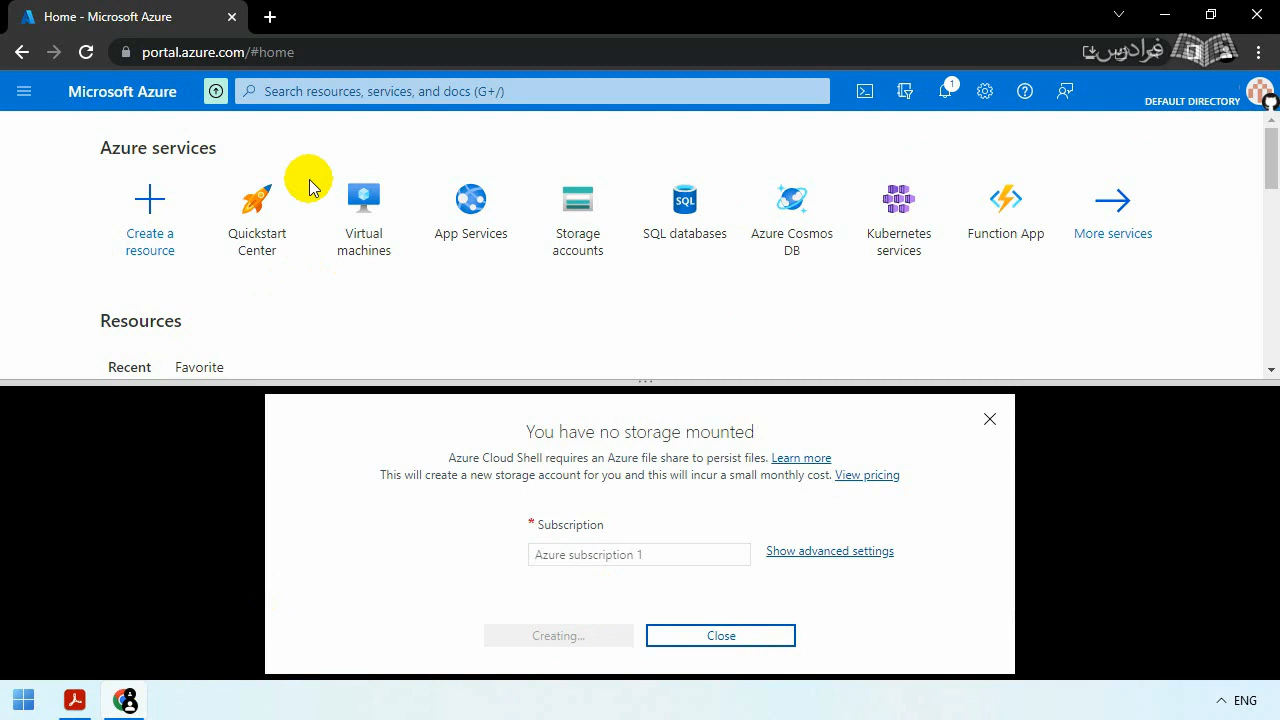 Home - Microsoft Azure
portal.azure.com/#home
فرادرس
Microsoft Azure
Search resources, services, and docs (G+/)
1
DEFAULT DIRECTORY
Azure services
Create a resource
Quickstart Center
Virtual machines
App Services
Storage accounts
SQL
SQL databases
Azure Cosmos DB
Kubernetes services
Function App
More services
Resources
Recent Favorite
You have no storage mounted
Azure Cloud Shell requires an Azure file share to persist files. Learn more
This will create a new storage account for you and this will incur a small monthly cost. View pricing
* Subscription
Azure subscription 1
Show advanced settings
Creating...
Close
ENG